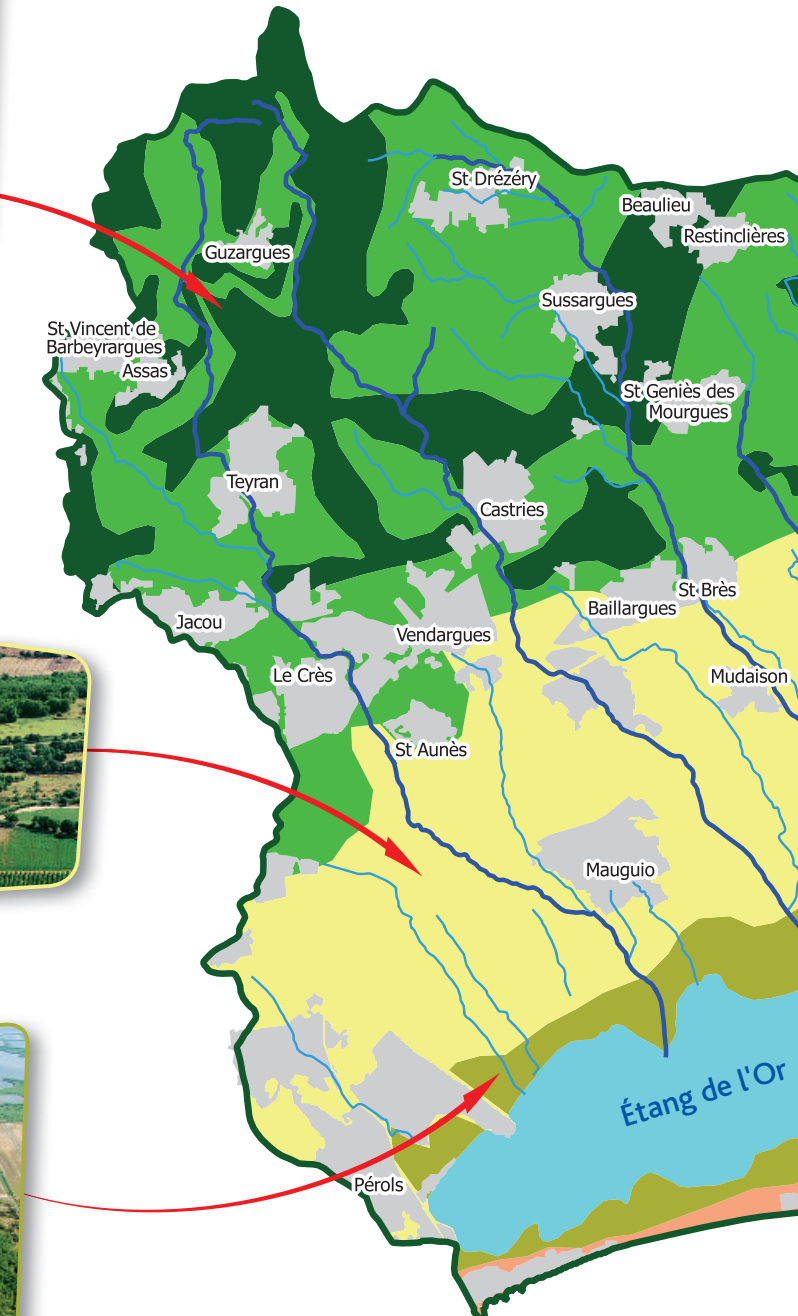 St Drézéry
Beaulieu
Restinclières
Guzargues
Sussargues
St Vincent de
Barbeyrargues
Assas
St Geniès des
Mourgues
Teyran
Castries
St Brès
Baillargues
Jacou
Vendargues
Le Crès
Mudaison
St Aunès
Mauguio
Étang de l'Or
Pérols